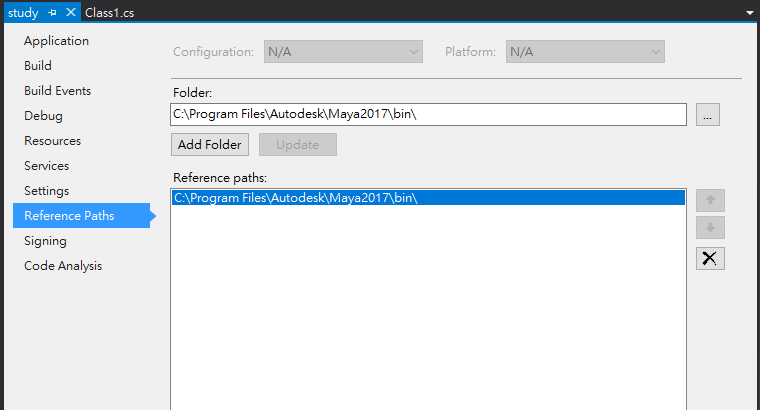 study Class1.cs
Application
Build
Build Events
Debug
Resources
Services
Settings
Reference Paths
Signing
Code Analysis
Configuration: N/A Platform: N/A
Folder:
C:\Program Files\Autodesk\Maya2017\bin\ ...
Add Folder Update
Reference paths:
C:\Program Files\Autodesk\Maya2017\bin\